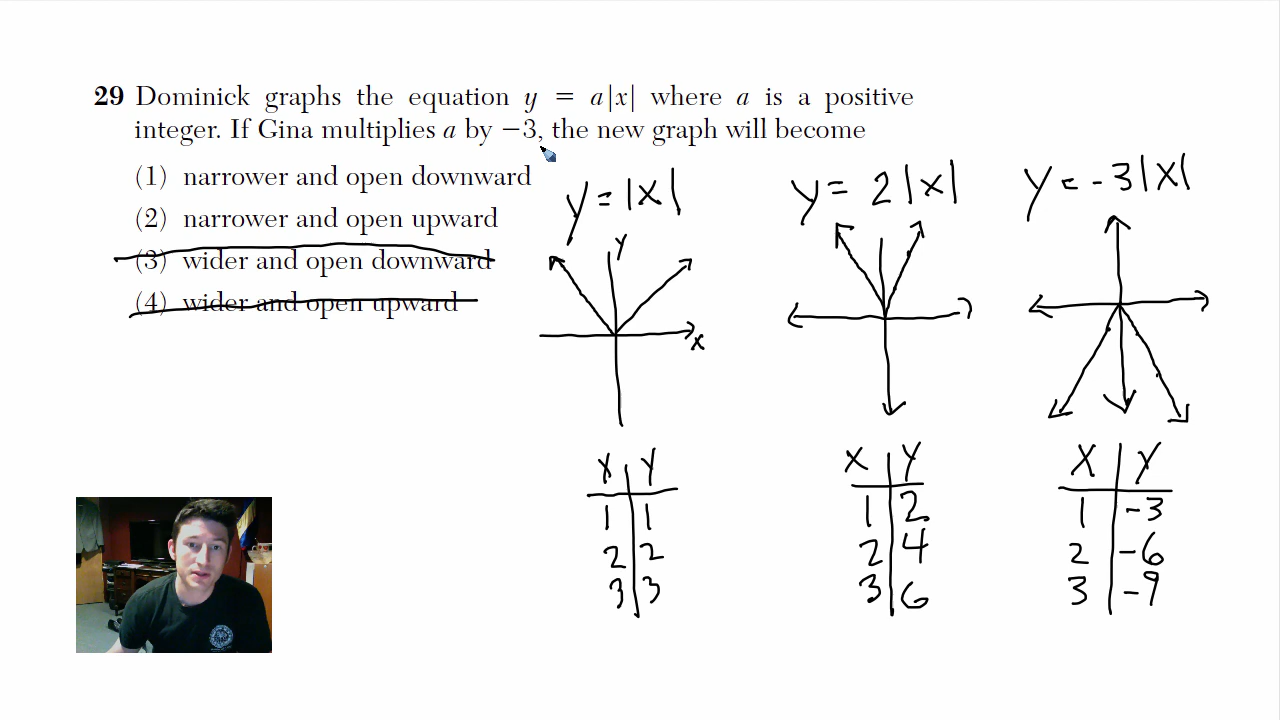 29 Dominick graphs the equation y = a|x| where a is a positive
integer. If Gina multiplies a by −3, the new graph will become
(1) narrower and open downward
(2) narrower and open upward
(3) wider and open downward
(4) wider and open upward
y = |x|
y
x
x y
1 1
2 2
3 3
y = 2|x|
x y
1 2
2 4
3 6
y = -3|x|
x y
1 -3
2 -6
3 -9